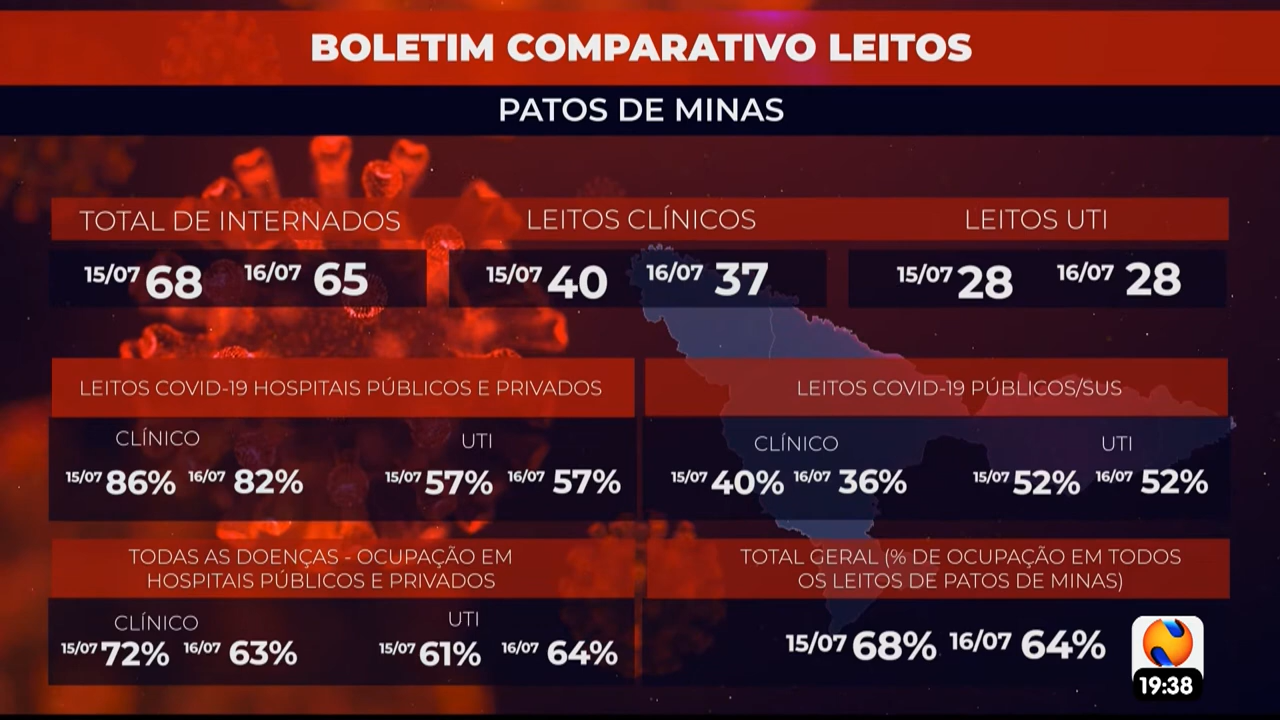 BOLETIM COMPARATIVO LEITOS
PATOS DE MINAS
TOTAL DE INTERNADOS
15/07 68 16/07 65
LEITOS CLÍNICOS
15/07 40 16/07 37
LEITOS UTI
15/07 28 16/07 28
LEITOS COVID-19 HOSPITAIS PÚBLICOS E PRIVADOS
CLÍNICO
15/07 86% 16/07 82%
UTI
15/07 57% 16/07 57%
LEITOS COVID-19 PÚBLICOS/SUS
CLÍNICO
15/07 40% 16/07 36%
UTI
15/07 52% 16/07 52%
TODAS AS DOENÇAS - OCUPAÇÃO EM
HOSPITAIS PÚBLICOS E PRIVADOS
CLÍNICO
15/07 72% 16/07 63%
UTI
15/07 61% 16/07 64%
TOTAL GERAL (% DE OCUPAÇÃO EM TODOS
OS LEITOS DE PATOS DE MINAS)
15/07 68% 16/07 64%
19:38